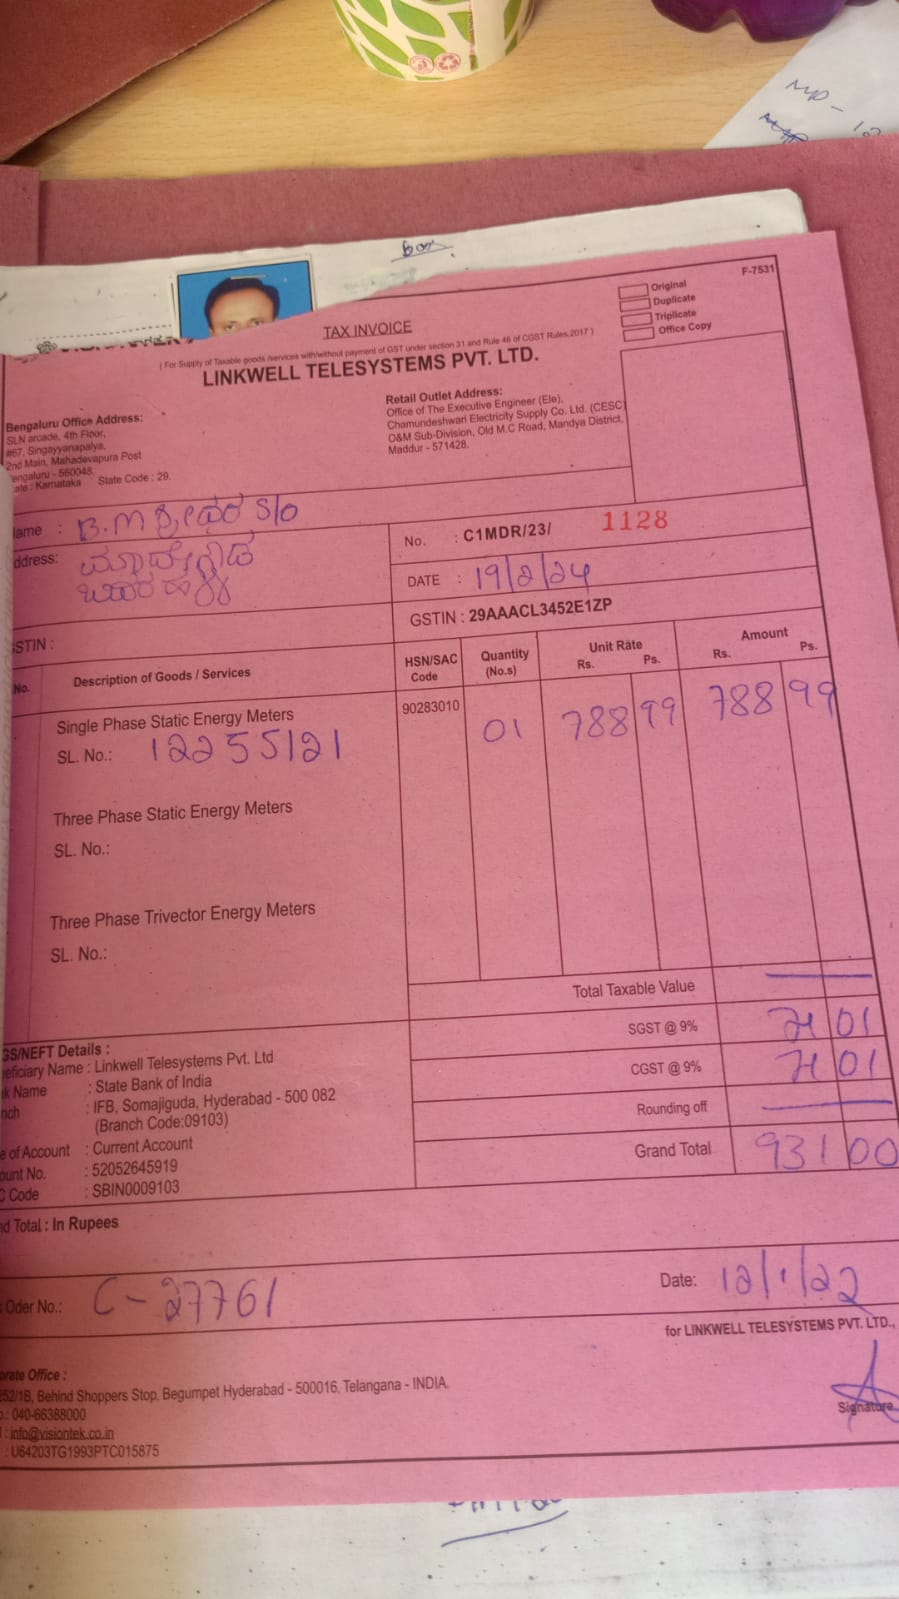 MD - 12
TAX INVOICE
F-7531
Original
Duplicate
Triplicate
Office Copy
( For Supply of Taxable goods /services with/without payment of GST under section 31 and Rule 46 of CGST Rules,2017 )
LINKWELL TELESYSTEMS PVT. LTD.
Bengaluru Office Address:
SLN arcade, 4th Floor,
#67, Singayyanapalya,
2nd Main, Mahadevapura Post
engaluru - 560048.
ate : Karnataka State Code : 29.
Retail Outlet Address:
Office of The Executive Engineer (Ele),
Chamundeshwari Electricity Supply Co. Ltd. (CESC)
O&M Sub-Division, Old M.C Road, Mandya District,
Maddur - 571428.
ame : B.M ಶ್ರೀಧರ S/o
ddress:
No. : C1MDR/23/ 1128
DATE : 19/2/24
STIN :
GSTIN : 29AAACL3452E1ZP
No. Description of Goods / Services HSN/SAC Code Quantity (No.s) Unit Rate Rs. Ps. Amount Rs. Ps.
Single Phase Static Energy Meters 90283010 01 788 99 788 99
SL. No.: 12255121
Three Phase Static Energy Meters
SL. No.:
Three Phase Trivector Energy Meters
SL. No.:
Total Taxable Value
SGST @ 9% 71 01
CGST @ 9% 71 01
Rounding off
Grand Total 931 00
GS/NEFT Details :
eficiary Name : Linkwell Telesystems Pvt. Ltd
k Name : State Bank of India
nch : IFB, Somajiguda, Hyderabad - 500 082
(Branch Code:09103)
e of Account : Current Account
ount No. : 52052645919
C Code : SBIN0009103
nd Total : In Rupees
Oder No.: C-27761
Date: 12/1/22
for LINKWELL TELESYSTEMS PVT. LTD.,
Signature
orate Office :
252/1B, Behind Shoppers Stop, Begumpet Hyderabad - 500016, Telangana - INDIA.
o.: 040-66388000
l : info@visiontek.co.in
: U64203TG1993PTC015875